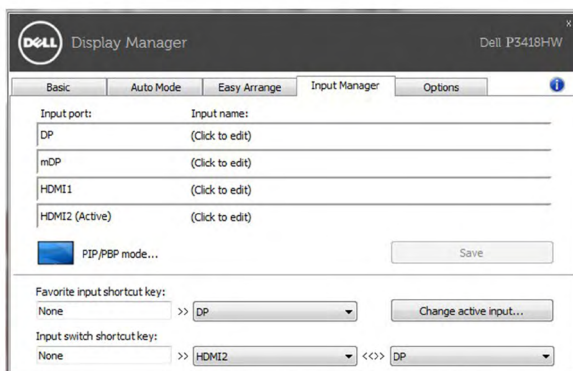 DELL Display Manager Dell P3418HW
x
Basic Auto Mode Easy Arrange Input Manager Options i
Input port: Input name:
DP (Click to edit)
mDP (Click to edit)
HDMI1 (Click to edit)
HDMI2 (Active) (Click to edit)
PIP/PBP mode... Save
Favorite input shortcut key:
None >> DP Change active input...
Input switch shortcut key:
None >> HDMI2 <<>> DP